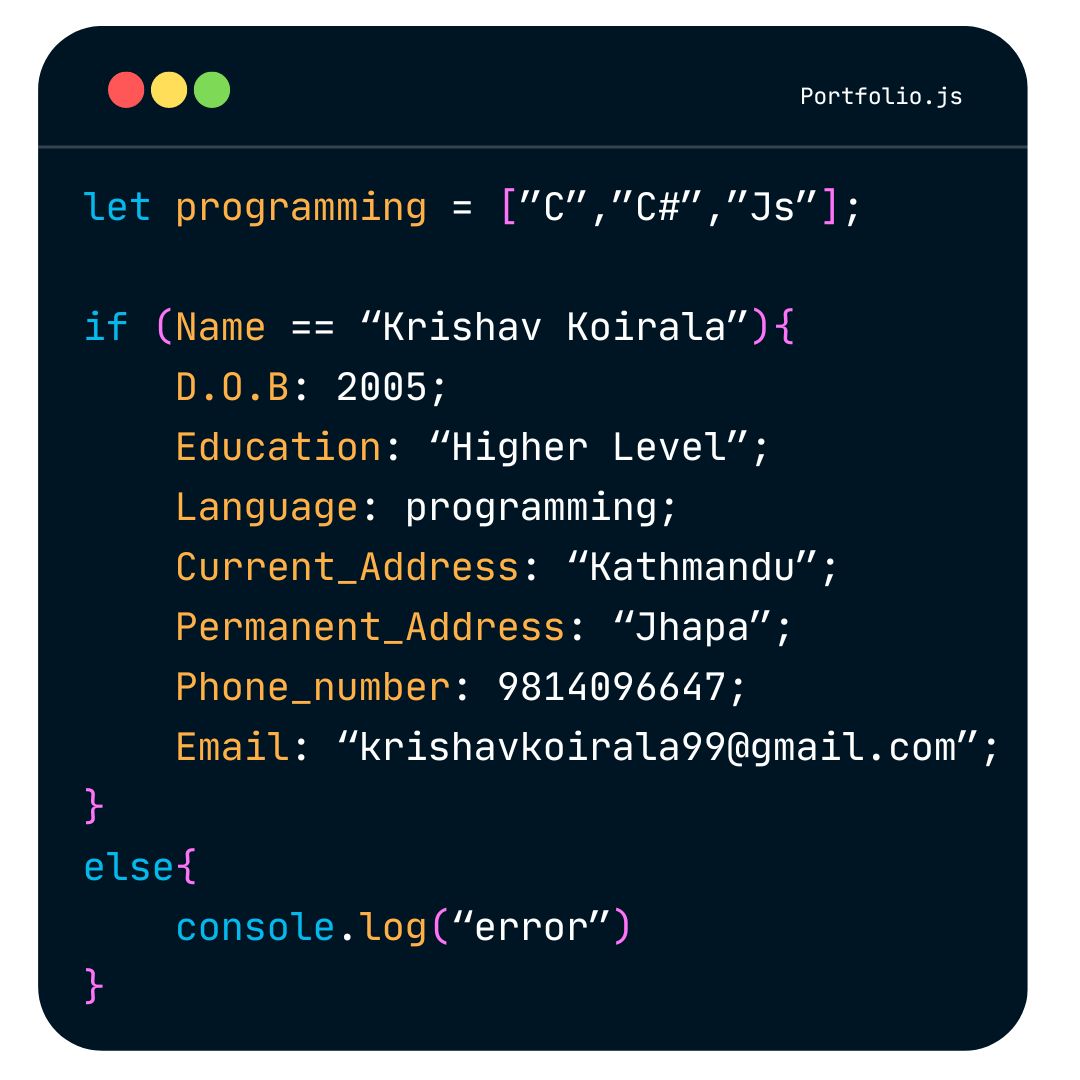 Portfolio.js
let programming = [”C”,”C#”,”Js”];
if (Name == “Krishav Koirala”){
D.O.B: 2005;
Education: “Higher Level”;
Language: programming;
Current_Address: “Kathmandu”;
Permanent_Address: “Jhapa”;
Phone_number: 9814096647;
Email: “krishavkoirala99@gmail.com”;
}
else{
console.log(“error”)
}